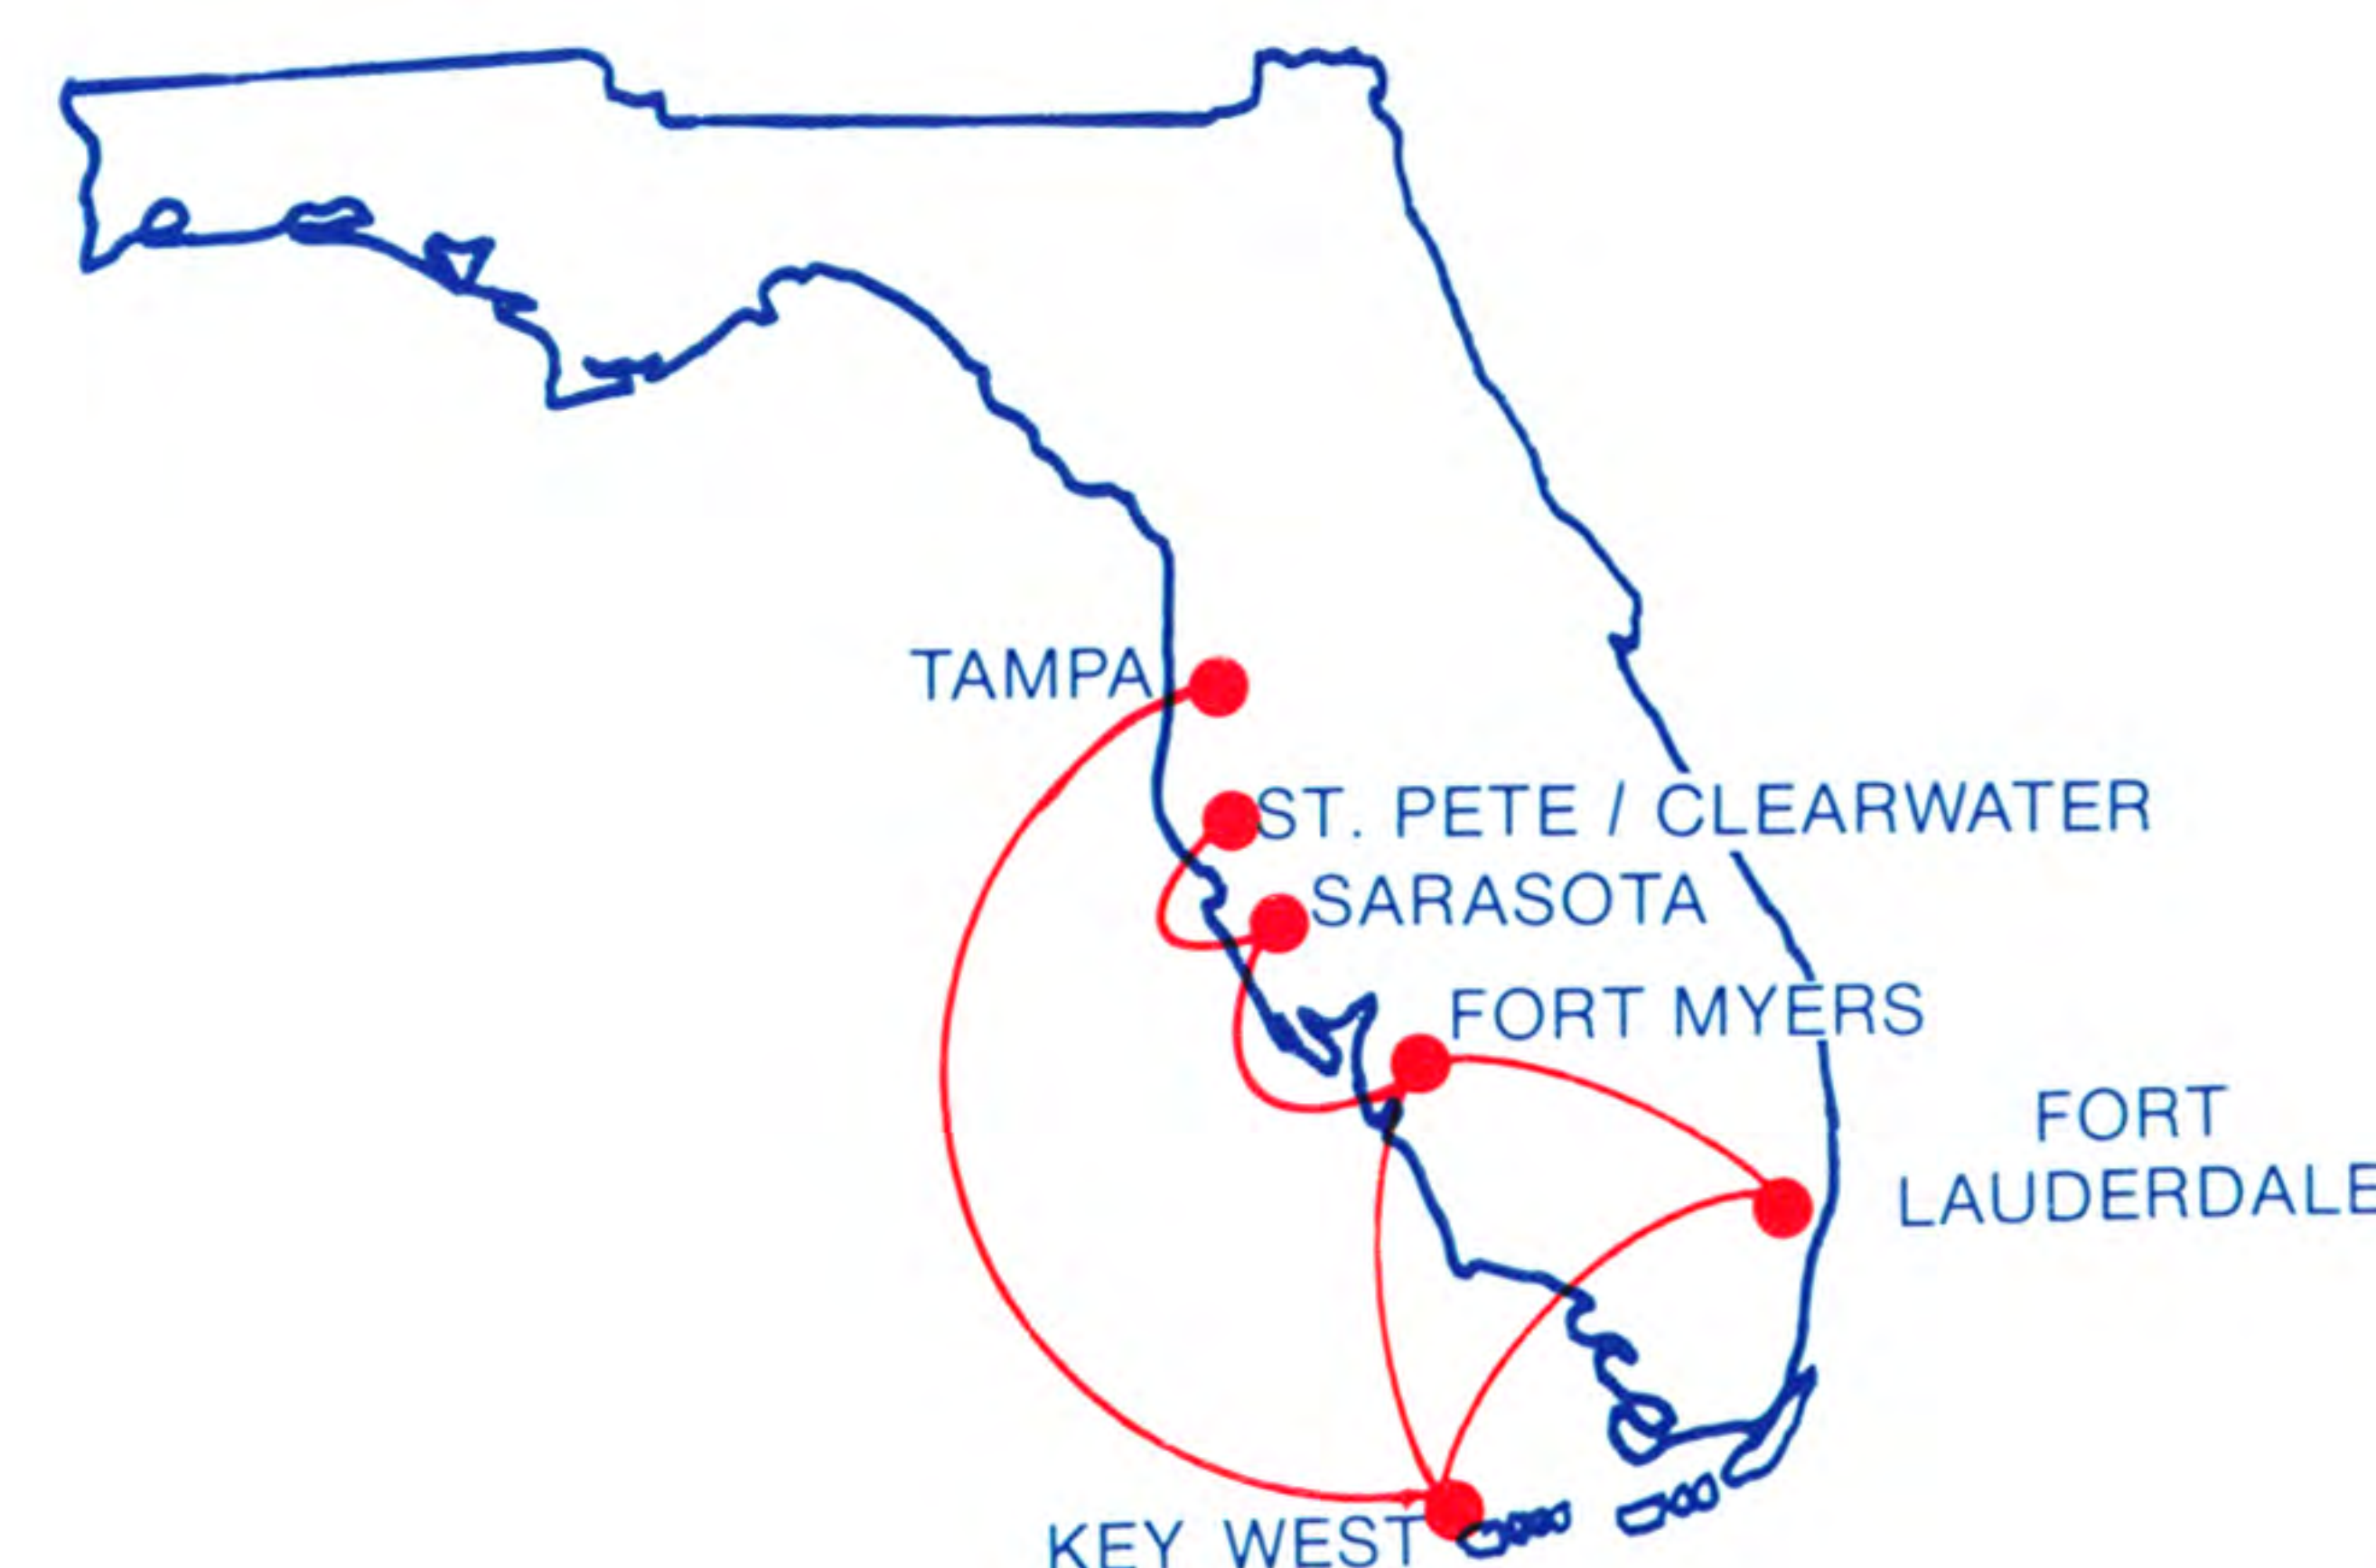 TAMPA
ST. PETE / CLEARWATER
SARASOTA
FORT MYERS
FORT
LAUDERDALE
KEY WEST